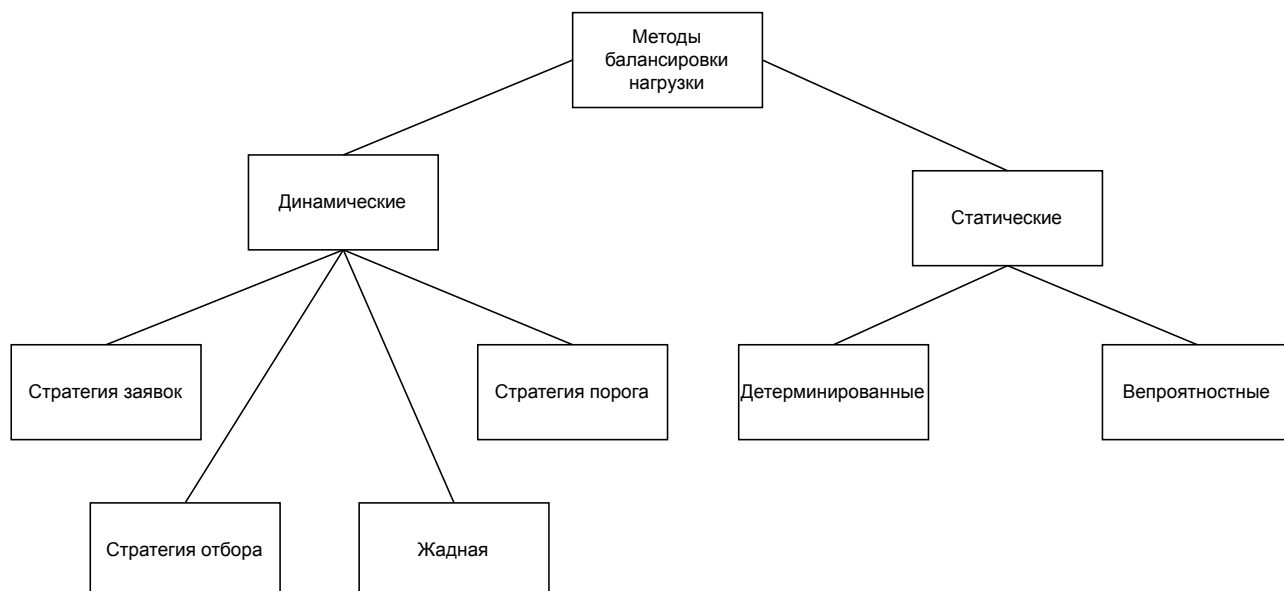 Методы
балансировки
нагрузки
Динамические
Статические
Стратегия заявок
Стратегия порога
Детерминированные
Вепроятностные
Стратегия отбора
Жадная